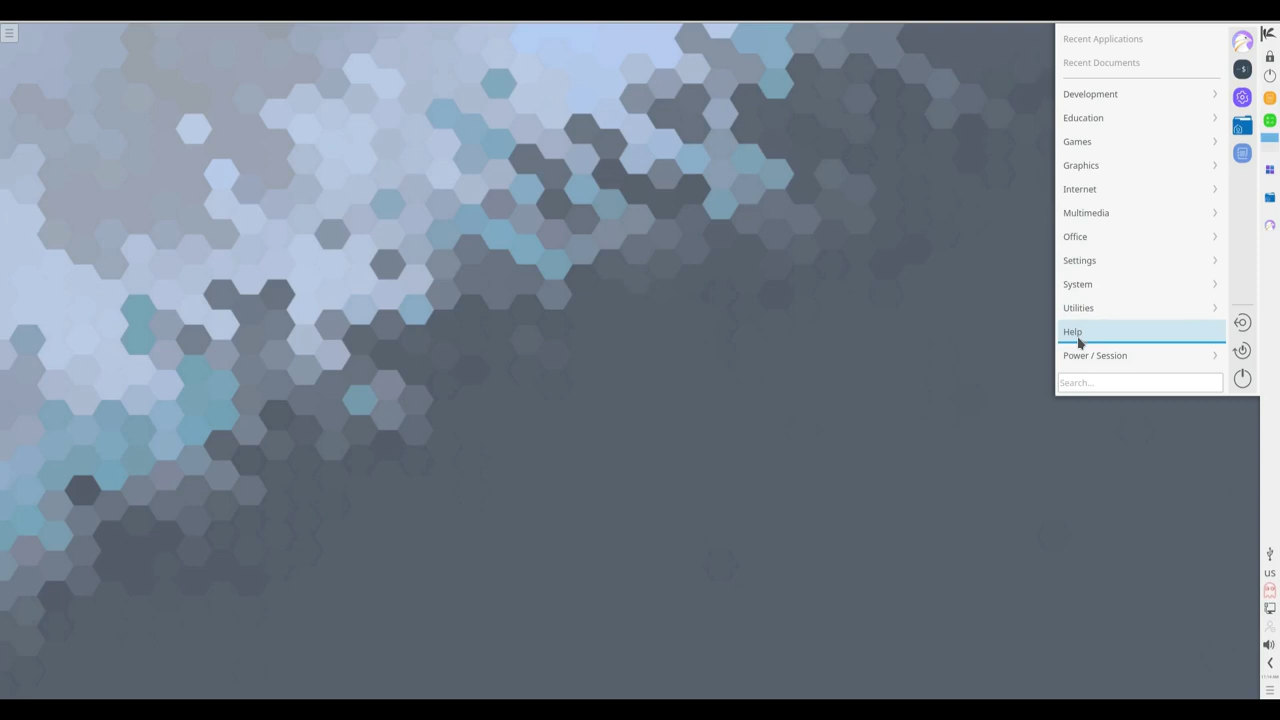 Recent Applications
Recent Documents
Development
Education
Games
Graphics
Internet
Multimedia
Office
Settings
System
Utilities
Help
Power / Session
Search...
us